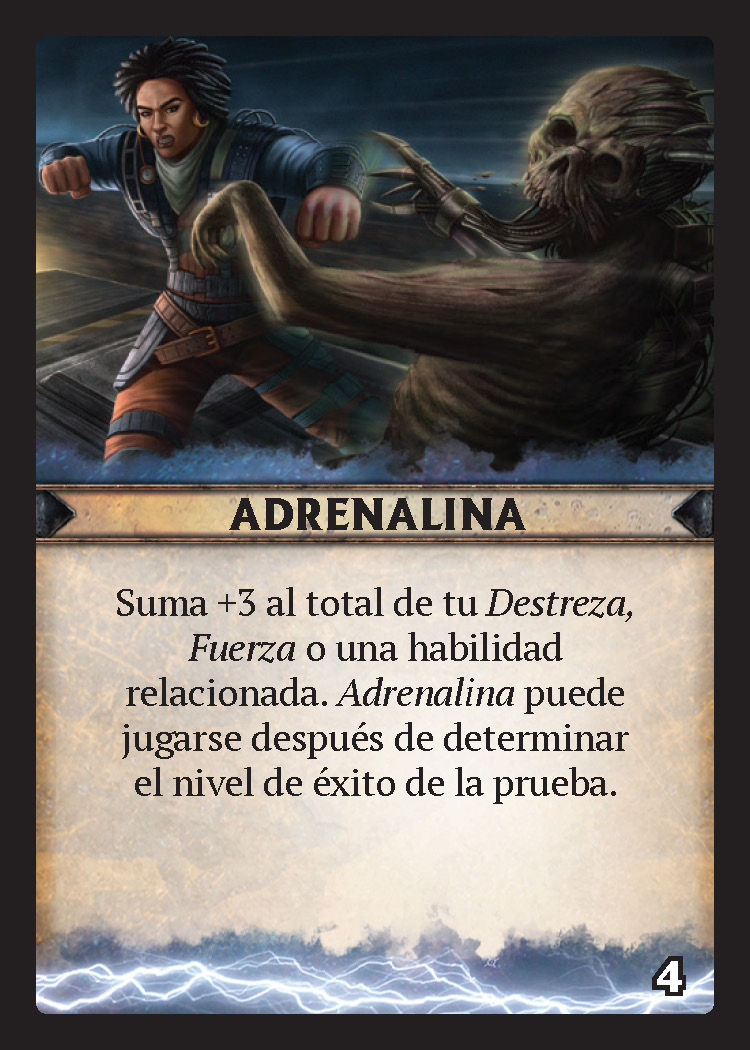 ADRENALINA
Suma +3 al total de tu Destreza,
Fuerza o una habilidad
relacionada. Adrenalina puede
jugarse después de determinar
el nivel de éxito de la prueba.
4